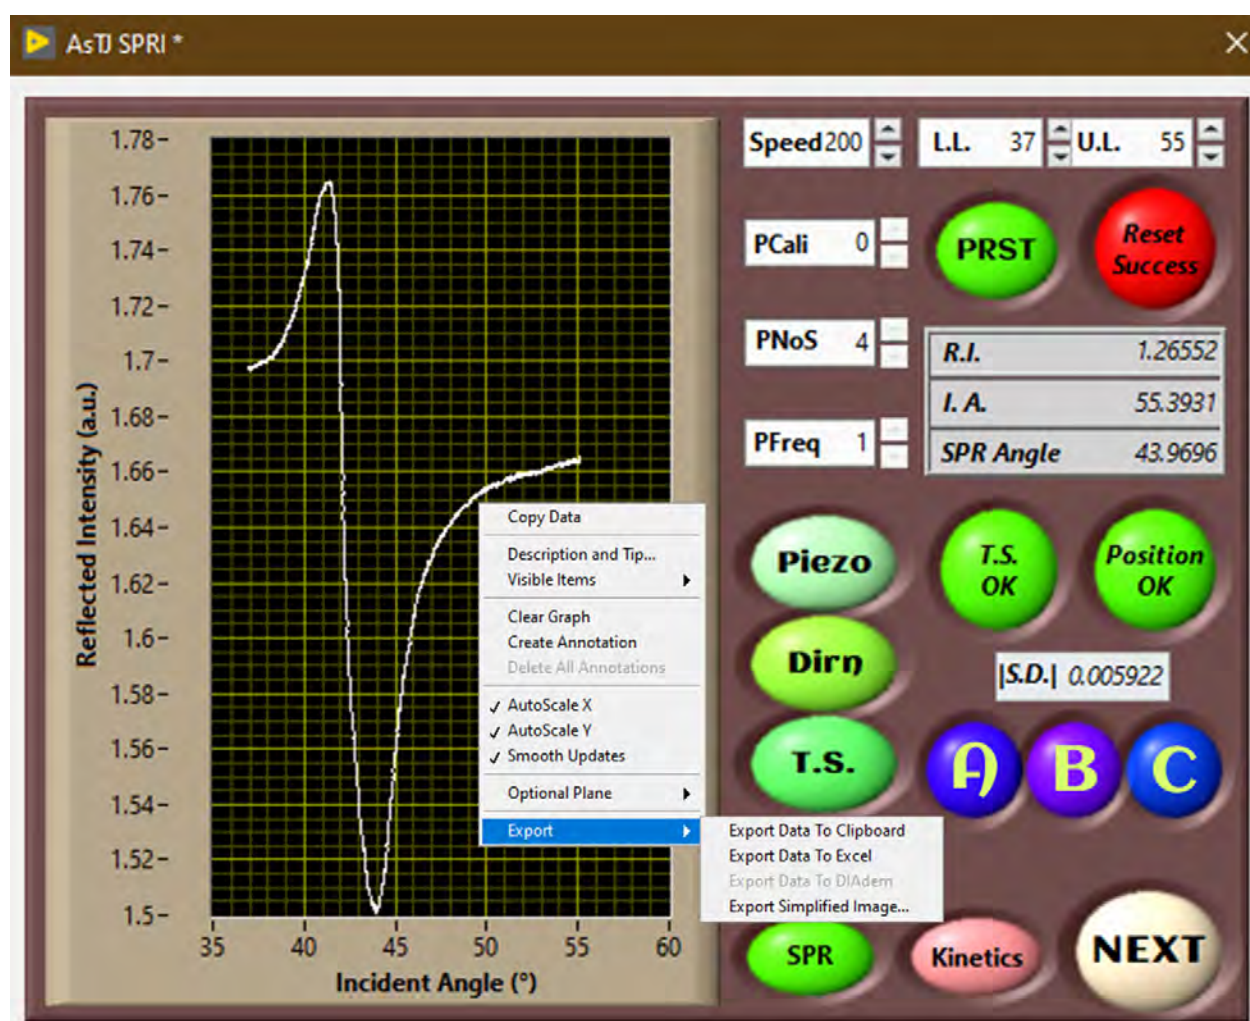 AsTJ SPRI *
Speed 200
L.L. 37
U.L. 55
PCali 0
PRST
Reset
Success
PNoS 4
R.I. 1.26552
I. A. 55.3931
SPR Angle 43.9696
PFreq 1
Piezo
T.S.
OK
Position
OK
Dirn
|S.D.| 0.005922
T.S.
A B C
SPR
Kinetics
NEXT
Reflected Intensity (a.u.)
1.78
1.76
1.74
1.72
1.7
1.68
1.66
1.64
1.62
1.6
1.58
1.56
1.54
1.52
1.5
35 40 45 50 55 60
Incident Angle (°)
Copy Data
Description and Tip...
Visible Items
Clear Graph
Create Annotation
Delete All Annotations
✓ AutoScale X
✓ AutoScale Y
✓ Smooth Updates
Optional Plane
Export
Export Data To Clipboard
Export Data To Excel
Export Data To DIAdem
Export Simplified Image...